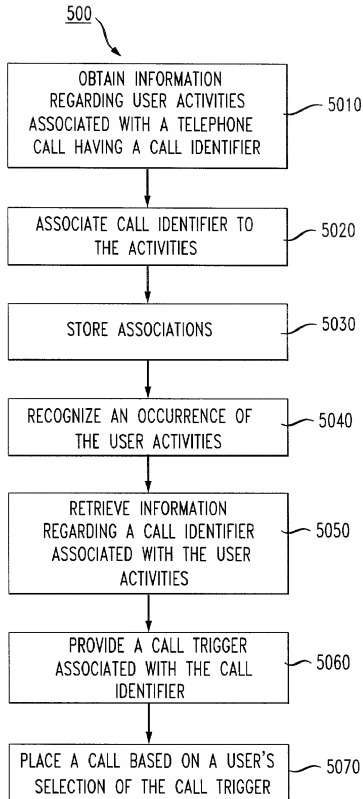 500
OBTAIN INFORMATION
REGARDING USER ACTIVITIES
ASSOCIATED WITH A TELEPHONE
CALL HAVING A CALL IDENTIFIER
5010
ASSOCIATE CALL IDENTIFIER TO
THE ACTIVITIES
5020
STORE ASSOCIATIONS
5030
RECOGNIZE AN OCCURRENCE OF
THE USER ACTIVITIES
5040
RETRIEVE INFORMATION
REGARDING A CALL IDENTIFIER
ASSOCIATED WITH THE USER
ACTIVITIES
5050
PROVIDE A CALL TRIGGER
ASSOCIATED WITH THE CALL
IDENTIFIER
5060
PLACE A CALL BASED ON A USER'S
SELECTION OF THE CALL TRIGGER
5070